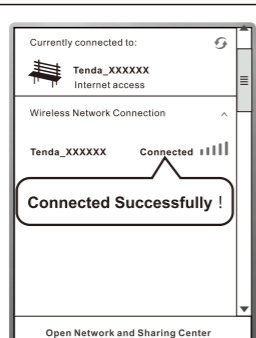 Currently connected to:
Tenda_XXXXXX
Internet access
Wireless Network Connection
Tenda_XXXXXX Connected
Connected Successfully !
Open Network and Sharing Center